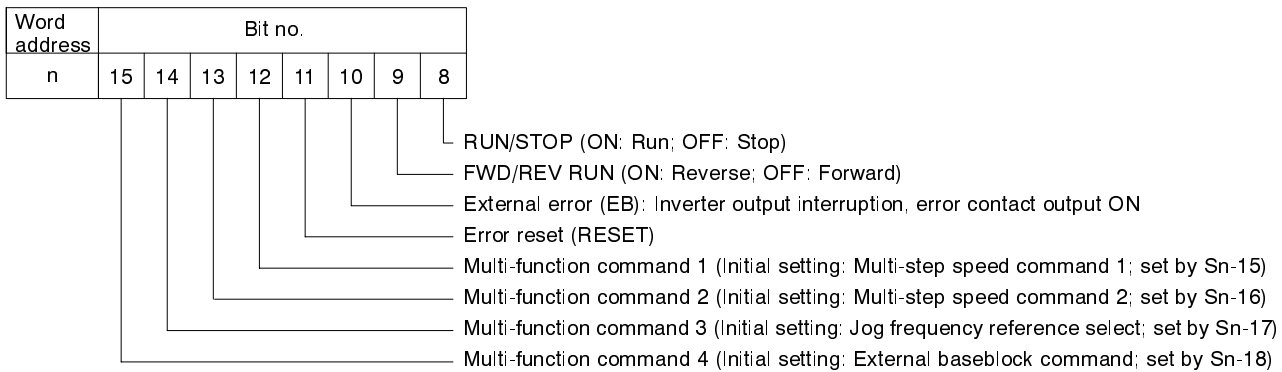 Word address
Bit no.
n 15 14 13 12 11 10 9 8
RUN/STOP (ON: Run; OFF: Stop)
FWD/REV RUN (ON: Reverse; OFF: Forward)
External error (EB): Inverter output interruption, error contact output ON
Error reset (RESET)
Multi-function command 1 (Initial setting: Multi-step speed command 1; set by Sn-15)
Multi-function command 2 (Initial setting: Multi-step speed command 2; set by Sn-16)
Multi-function command 3 (Initial setting: Jog frequency reference select; set by Sn-17)
Multi-function command 4 (Initial setting: External baseblock command; set by Sn-18)